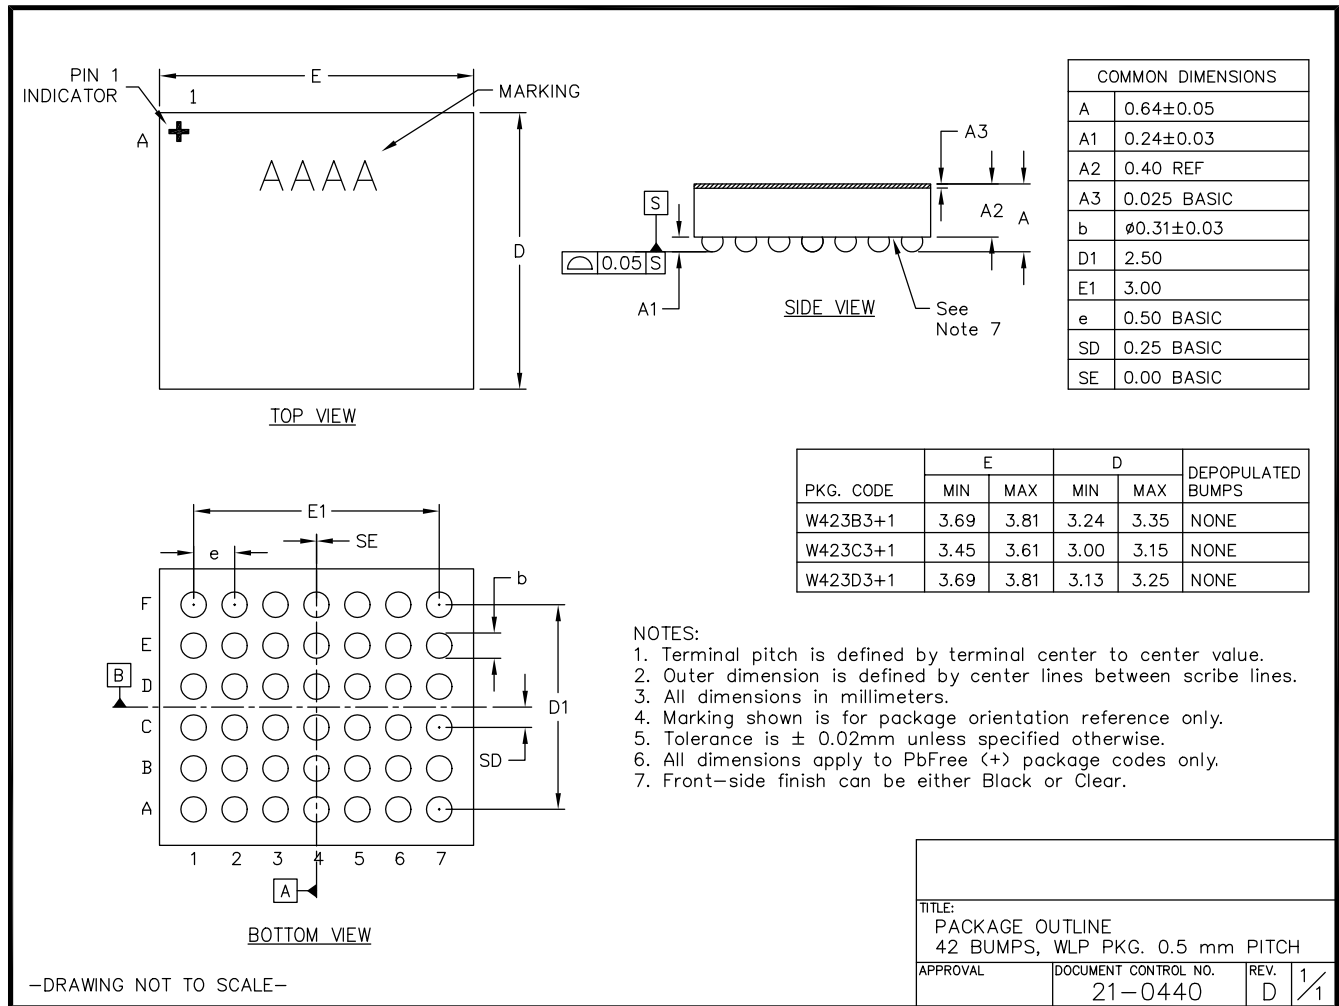 PIN 1
INDICATOR
1
E
MARKING
A
AAAA
D
TOP VIEW
A3
S
A2
A
0.05 S
A1
SIDE VIEW
See
Note 7
COMMON DIMENSIONS
A 0.64±0.05
A1 0.24±0.03
A2 0.40 REF
A3 0.025 BASIC
b ø0.31±0.03
D1 2.50
E1 3.00
e 0.50 BASIC
SD 0.25 BASIC
SE 0.00 BASIC
E D
PKG. CODE MIN MAX MIN MAX DEPOPULATED
BUMPS
W423B3+1 3.69 3.81 3.24 3.35 NONE
W423C3+1 3.45 3.61 3.00 3.15 NONE
W423D3+1 3.69 3.81 3.13 3.25 NONE
E1
SE
e
b
F
E
D
C
B
A
B
D1
SD
1 2 3 4 5 6 7
A
BOTTOM VIEW
NOTES:
1. Terminal pitch is defined by terminal center to center value.
2. Outer dimension is defined by center lines between scribe lines.
3. All dimensions in millimeters.
4. Marking shown is for package orientation reference only.
5. Tolerance is ± 0.02mm unless specified otherwise.
6. All dimensions apply to PbFree (+) package codes only.
7. Front-side finish can be either Black or Clear.
-DRAWING NOT TO SCALE-
TITLE:
PACKAGE OUTLINE
42 BUMPS, WLP PKG. 0.5 mm PITCH
APPROVAL
DOCUMENT CONTROL NO.
21-0440
REV.
D
1/1